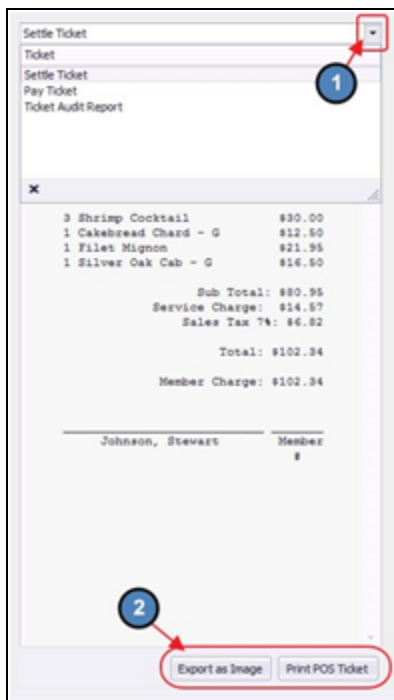 Settle Ticket
Ticket
Settle Ticket
Pay Ticket
Ticket Audit Report
1
3 Shrimp Cocktail $30.00
1 Cakebread Chard - G $12.50
1 Filet Mignon $21.95
1 Silver Oak Cab - G $16.50
Sub Total: $80.95
Service Charge: $14.57
Sales Tax 7%: $6.82
Total: $102.34
Member Charge: $102.34
Johnson, Stewart Member
#
2
Export as Image Print POS Ticket